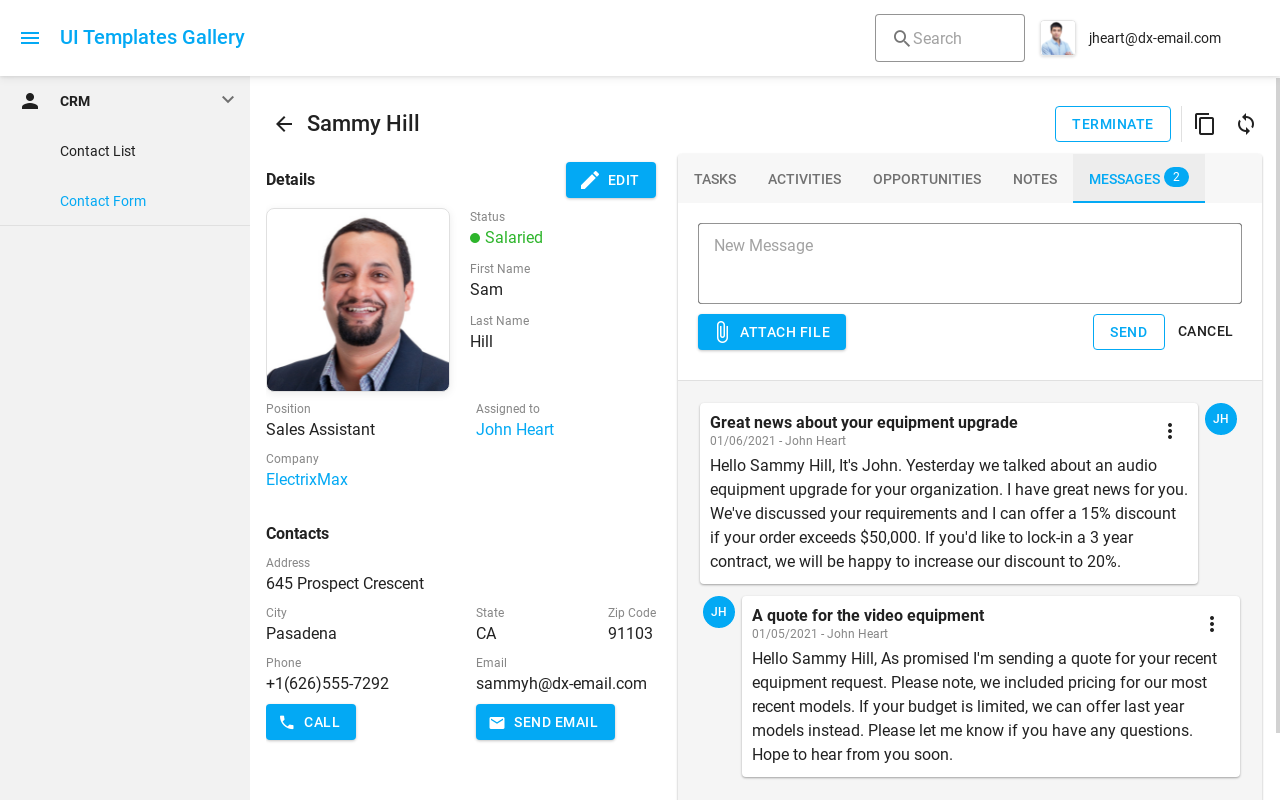 UI Templates Gallery
Search
jheart@dx-email.com
CRM
Contact List
Contact Form
Sammy Hill
TERMINATE
Details
EDIT
Status
Salaried
First Name
Sam
Last Name
Hill
Position
Sales Assistant
Assigned to
John Heart
Company
ElectrixMax
Contacts
Address
645 Prospect Crescent
City
Pasadena
State
CA
Zip Code
91103
Phone
+1(626)555-7292
Email
sammyh@dx-email.com
CALL
SEND EMAIL
TASKS
ACTIVITIES
OPPORTUNITIES
NOTES
MESSAGES 2
New Message
ATTACH FILE
SEND
CANCEL
Great news about your equipment upgrade
01/06/2021 - John Heart
JH
Hello Sammy Hill, It's John. Yesterday we talked about an audio
equipment upgrade for your organization. I have great news for you.
We've discussed your requirements and I can offer a 15% discount
if your order exceeds $50,000. If you'd like to lock-in a 3 year
contract, we will be happy to increase our discount to 20%.
JH
A quote for the video equipment
01/05/2021 - John Heart
Hello Sammy Hill, As promised I'm sending a quote for your recent
equipment request. Please note, we included pricing for our most
recent models. If your budget is limited, we can offer last year
models instead. Please let me know if you have any questions.
Hope to hear from you soon.